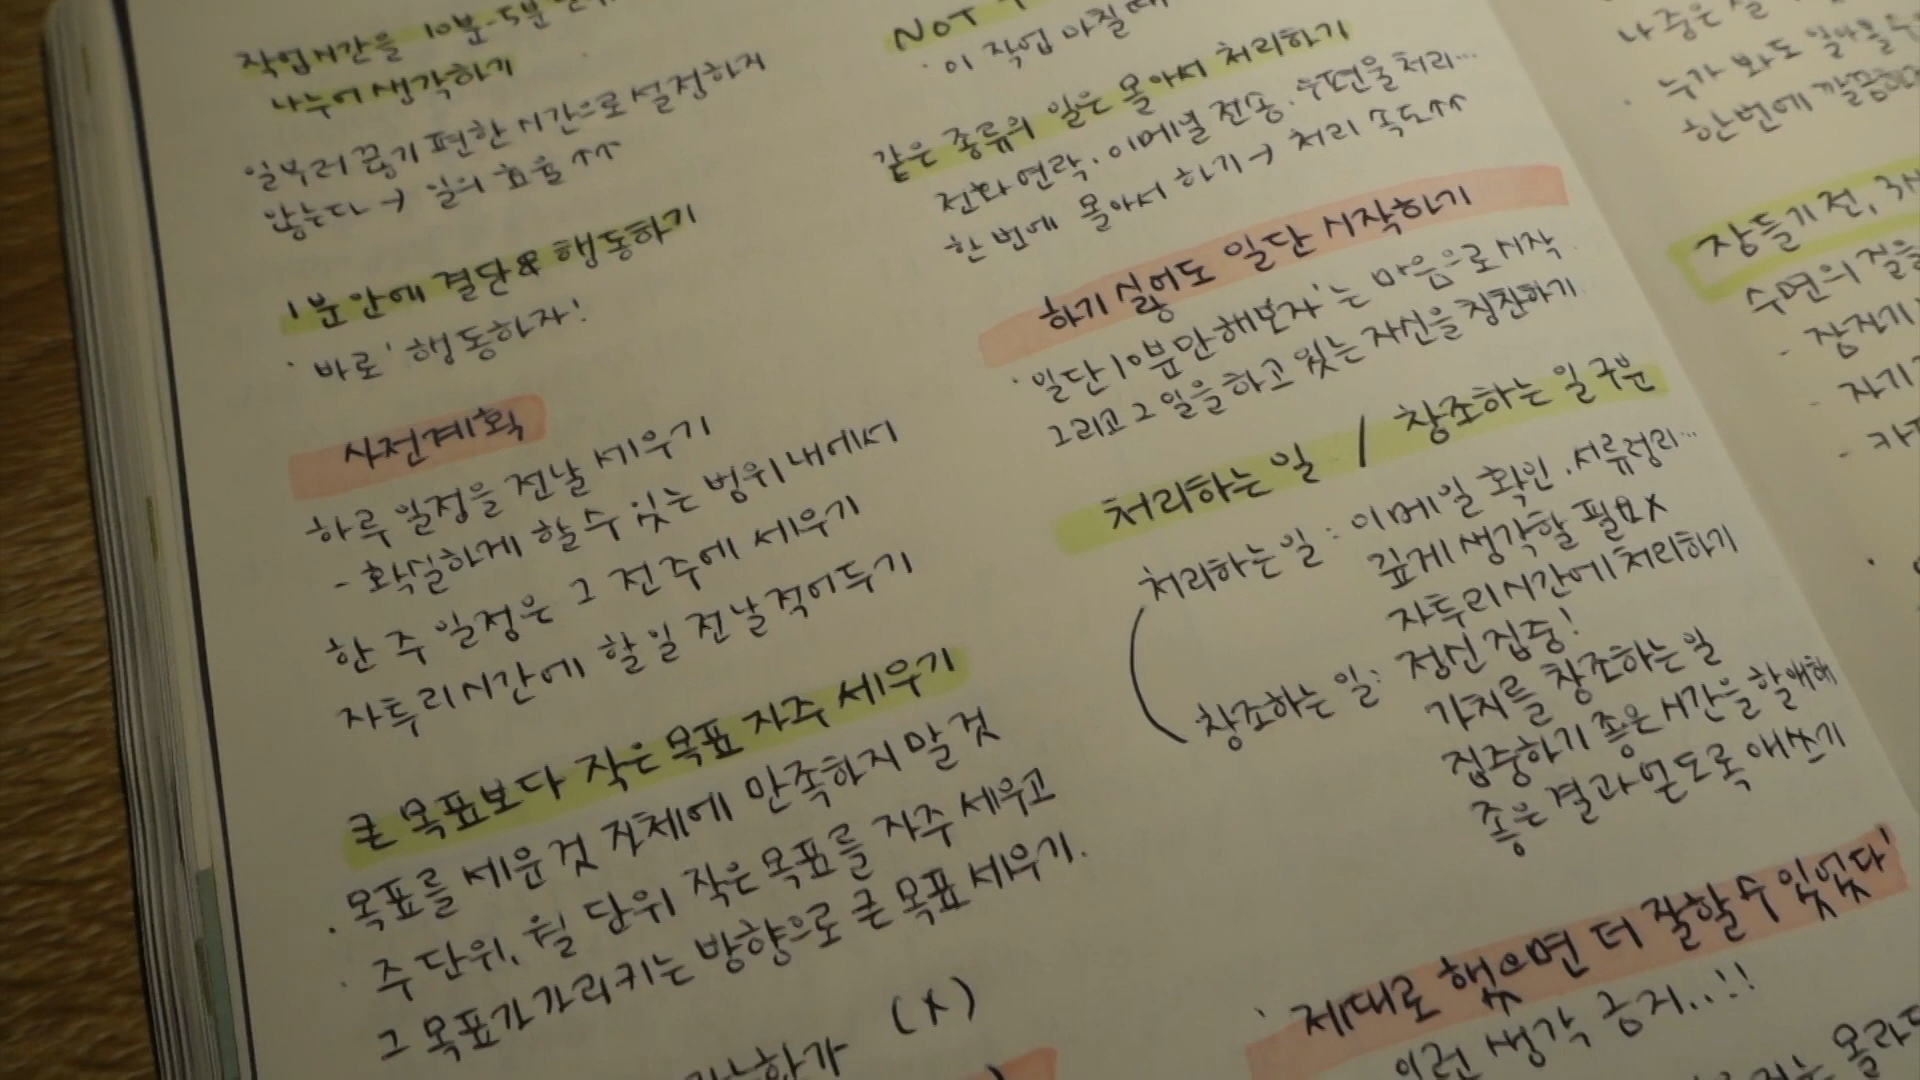 작업시간을 10분-5분
나누어 생각하기
일부러 끊기 편한 시간으로 설정하지
않는다 → 일의 효율 ↑↑
1분안에 결단 & 행동하기
· '바로' 행동하자!
사전계획
하루 일정을 전날 세우기
- 확실하게 할 수 있는 범위 내에서
한 주 일정은 그 전주에 세우기
자투리시간에 할 일 전날 적어두기
큰 목표보다 작은 목표 자주 세우기
· 목표를 세운 것 자체에 만족하지 말 것
· 주 단위, 월 단위 작은 목표를 자주 세우고
그 목표가 가리키는 방향으로 큰 목표 세우기.
(X)
NOT
· 이 작업 마칠 때
같은 종류의 일은 몰아서 처리하기
전화 연락·이메일 전송·우편물 처리...
한번에 몰아서 하기 → 처리 속도↑↑
하기 싫어도 일단 시작하기
· '일단 10분만 해보자'는 마음으로 시작
그리고 그 일을 하고 있는 자신을 칭찬하기
처리하는 일 / 창조하는 일 구분
처리하는 일 : 이메일 확인. 서류정리...
깊게 생각할 필요X
자투리시간에 처리하기
창조하는 일: 정신 집중!
가치를 창조하는 일
집중하기 좋은 시간을 할애해
좋은 결과 얻도록 애쓰기
'제대로 했으면 더 잘할 수 있었다'
이런 생각 금지..!!
나중은
누가 봐도
한번에
잠들기 전, 3시
수면의 질을
- 자기